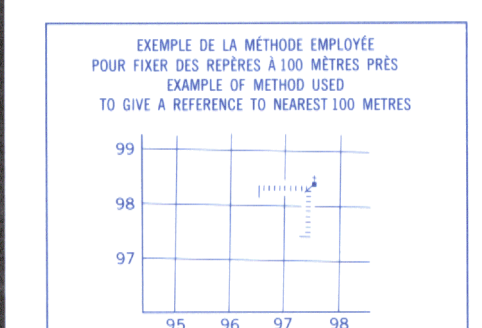 EXEMPLE DE LA MÉTHODE EMPLOYÉE
POUR FIXER DES REPÈRES À 100 MÈTRES PRÈS
EXAMPLE OF METHOD USED
TO GIVE A REFERENCE TO NEAREST 100 METRES
99
98
97
95 96 97 98